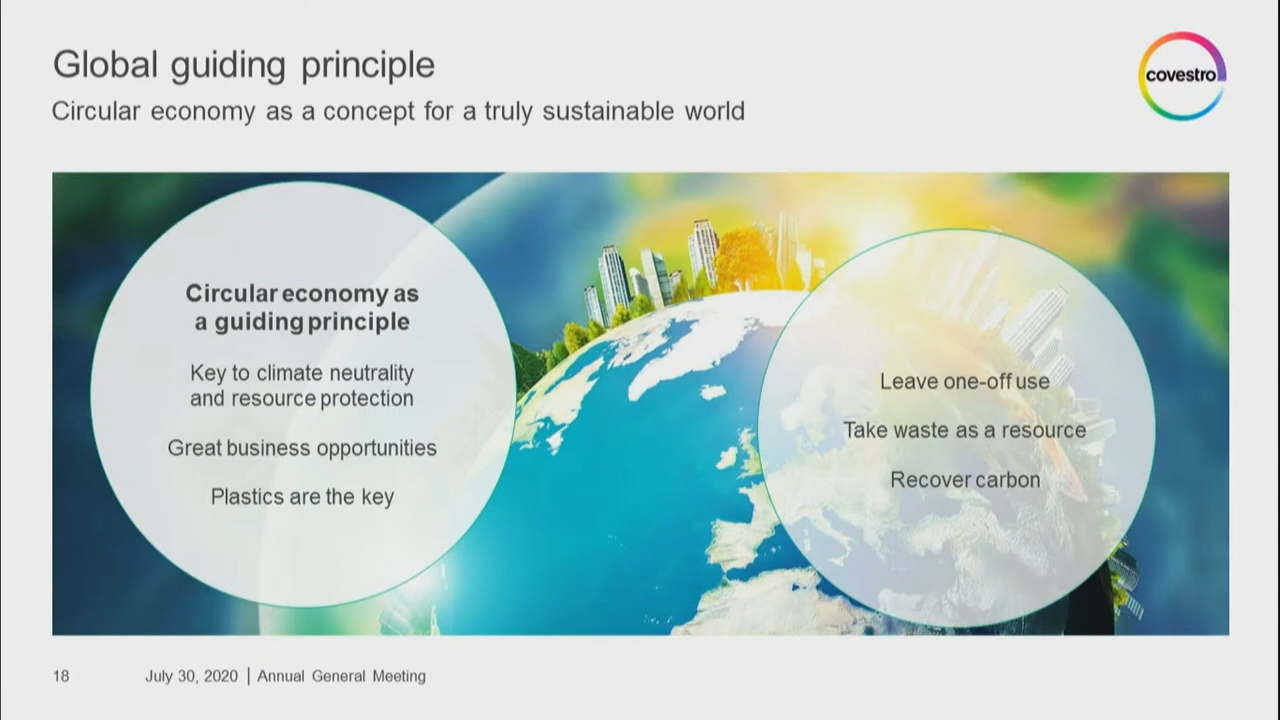 Global guiding principle
Circular economy as a concept for a truly sustainable world
covestro
Circular economy as
a guiding principle
Key to climate neutrality
and resource protection
Great business opportunities
Plastics are the key
Leave one-off use
Take waste as a resource
Recover carbon
18 July 30, 2020 | Annual General Meeting